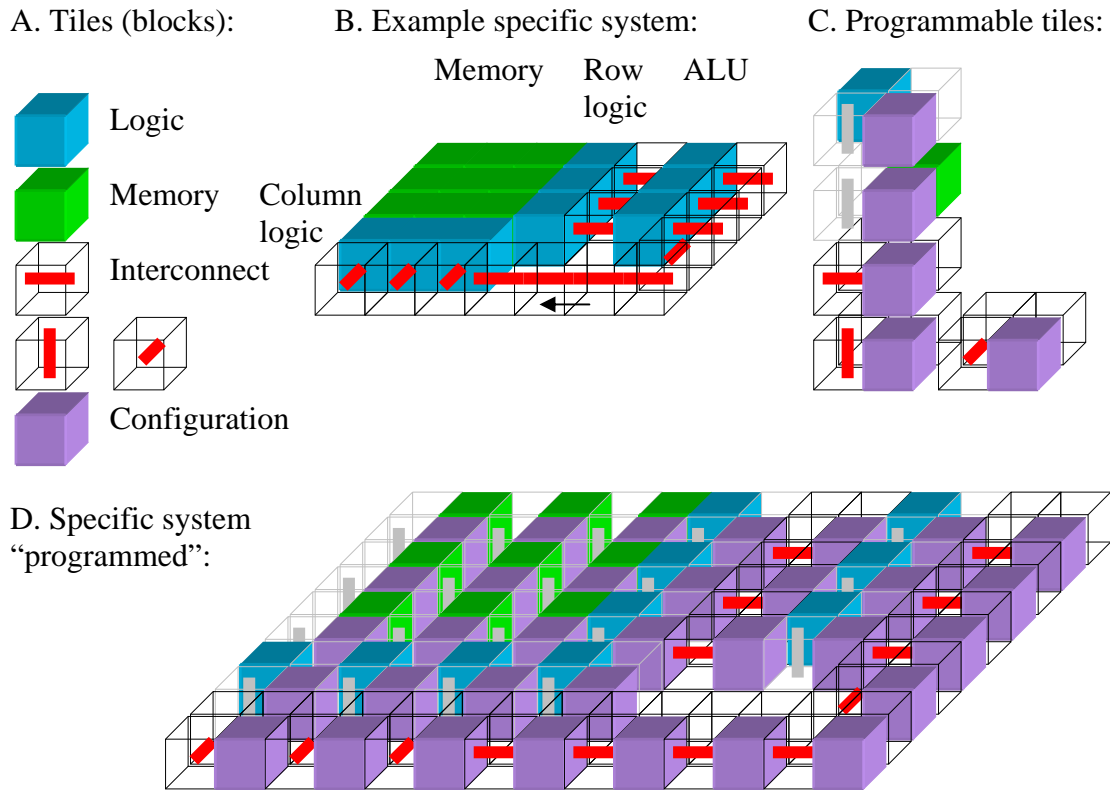 A. Tiles (blocks):
Logic
Memory
Interconnect
Configuration
B. Example specific system:
Memory
Row
logic
ALU
Column
logic
C. Programmable tiles:
D. Specific system
“programmed”: